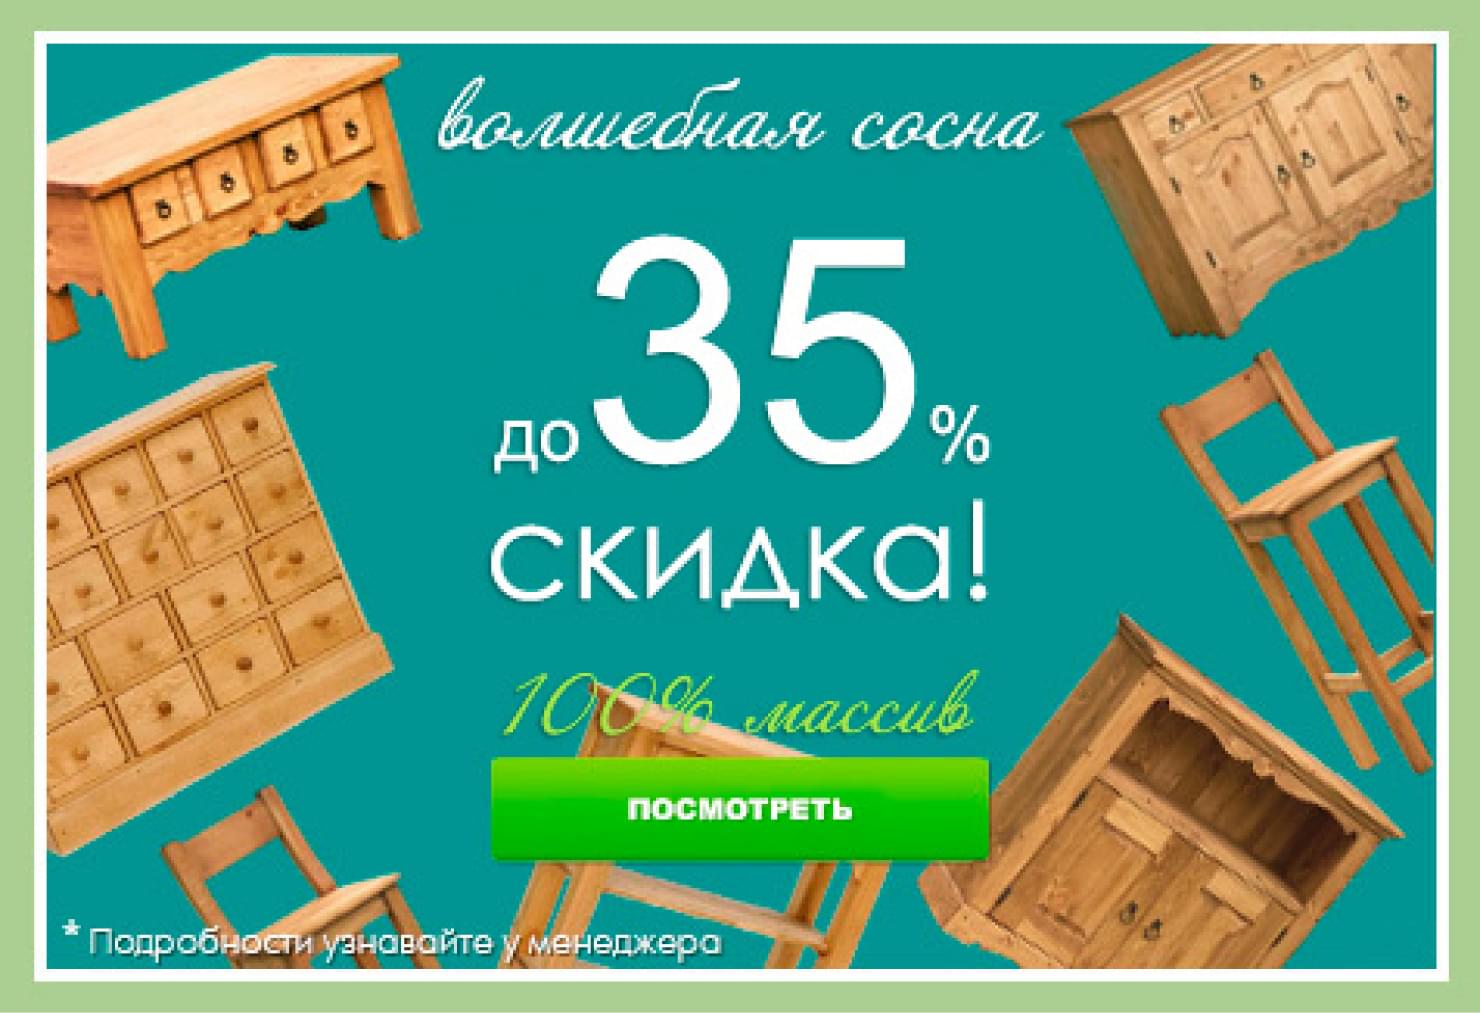 волшебная сосна
до 35 %
скидка!
100% массив
ПОСМОТРЕТЬ
* Подробности узнавайте у менеджера